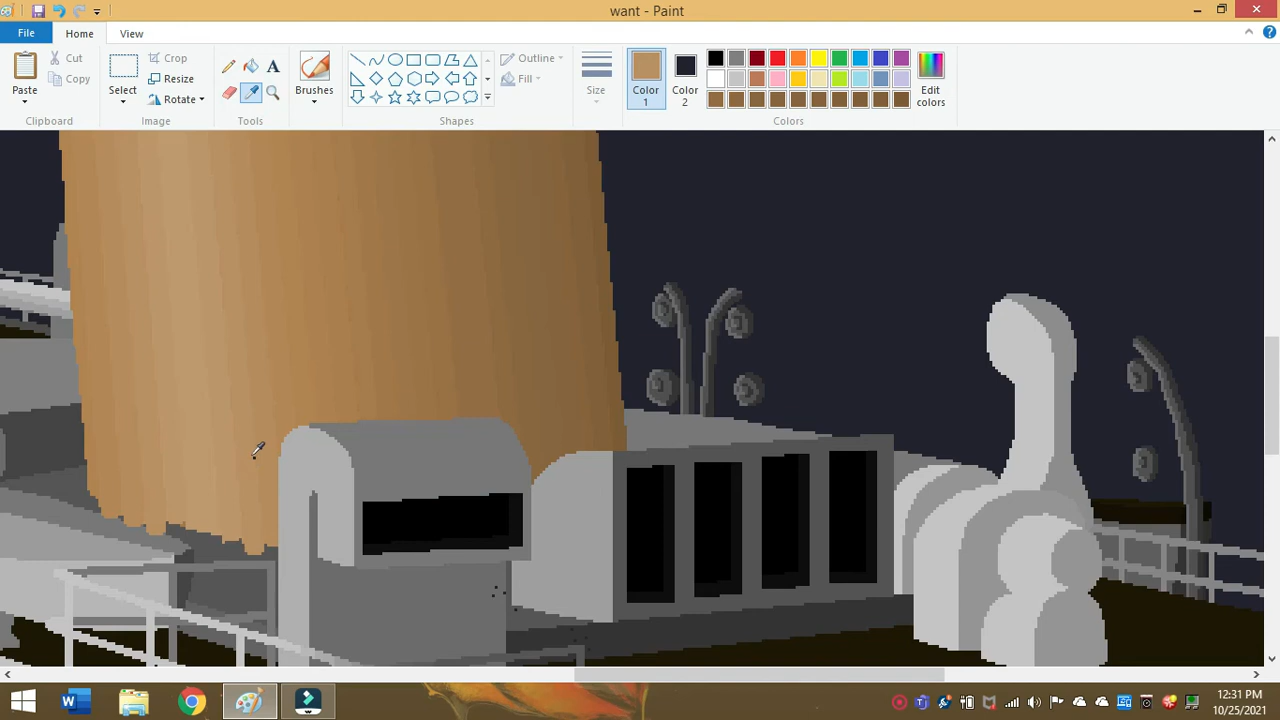 want - Paint
File
Home
View
Paste
Cut
Copy
Clipboard
Select
Crop
Resize
Rotate
Image
A
Tools
Brushes
Outline
Fill
Shapes
Size
Color 1
Color 2
Edit colors
Colors
12:31 PM
10/25/2021